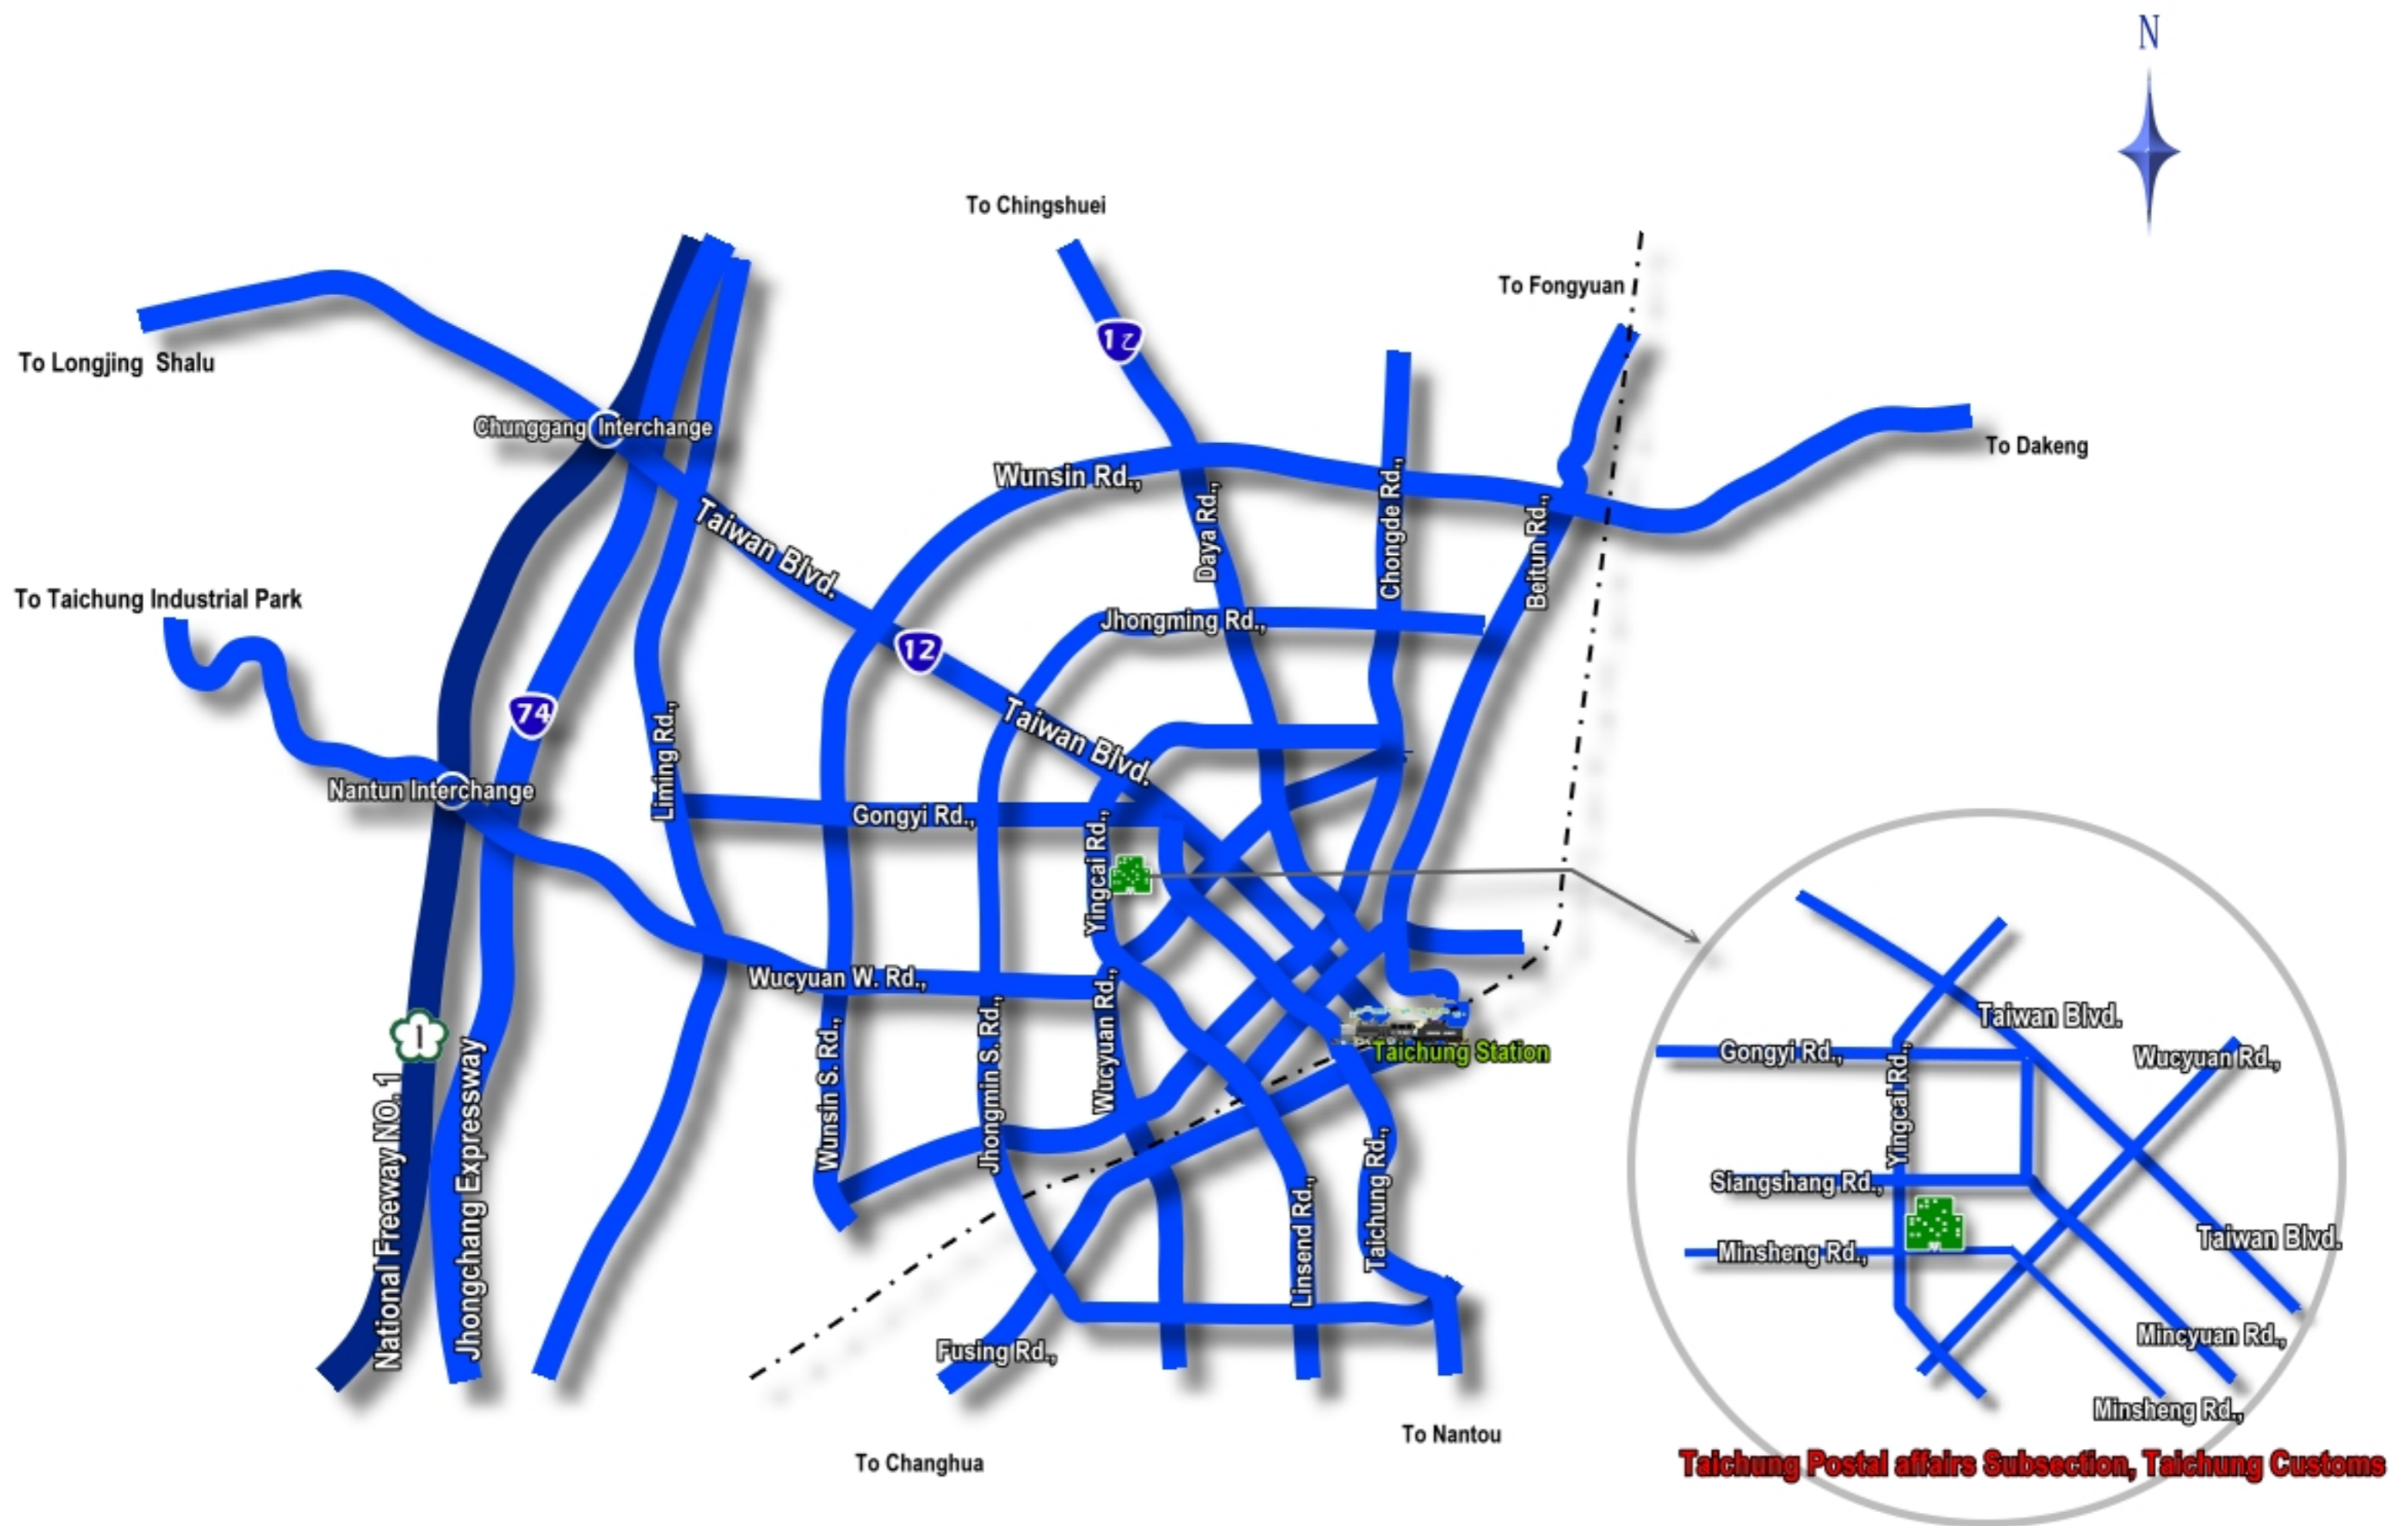 N
To Chingshuei
To Fongyuan
12
To Longjing Shalu
Chunggang Interchange
To Dakeng
Wunsin Rd.,
Daya Rd.,
Chongde Rd.,
Beitun Rd.,
Taiwan Blvd.
To Taichung Industrial Park
Jhongming Rd.,
12
74
Taiwan Blvd.
Liming Rd.,
Nantun Interchange
Gongyi Rd.,
Yingcai Rd.,
Wucyuan W. Rd.,
Wunsin S. Rd.,
Jhongmin S. Rd.,
Wucyuan Rd.,
Taichung Station
1
National Freeway NO. 1
Jhongchang Expressway
Linsend Rd.,
Taichung Rd.,
Fusing Rd.,
To Changhua
To Nantou
Taiwan Blvd.
Gongyi Rd.,
Yingcai Rd.,
Wucyuan Rd.,
Siangshang Rd.,
Minsheng Rd.,
Taiwan Blvd.
Mincyuan Rd.,
Minsheng Rd.,
Taichung Postal affairs Subsection, Taichung Customs